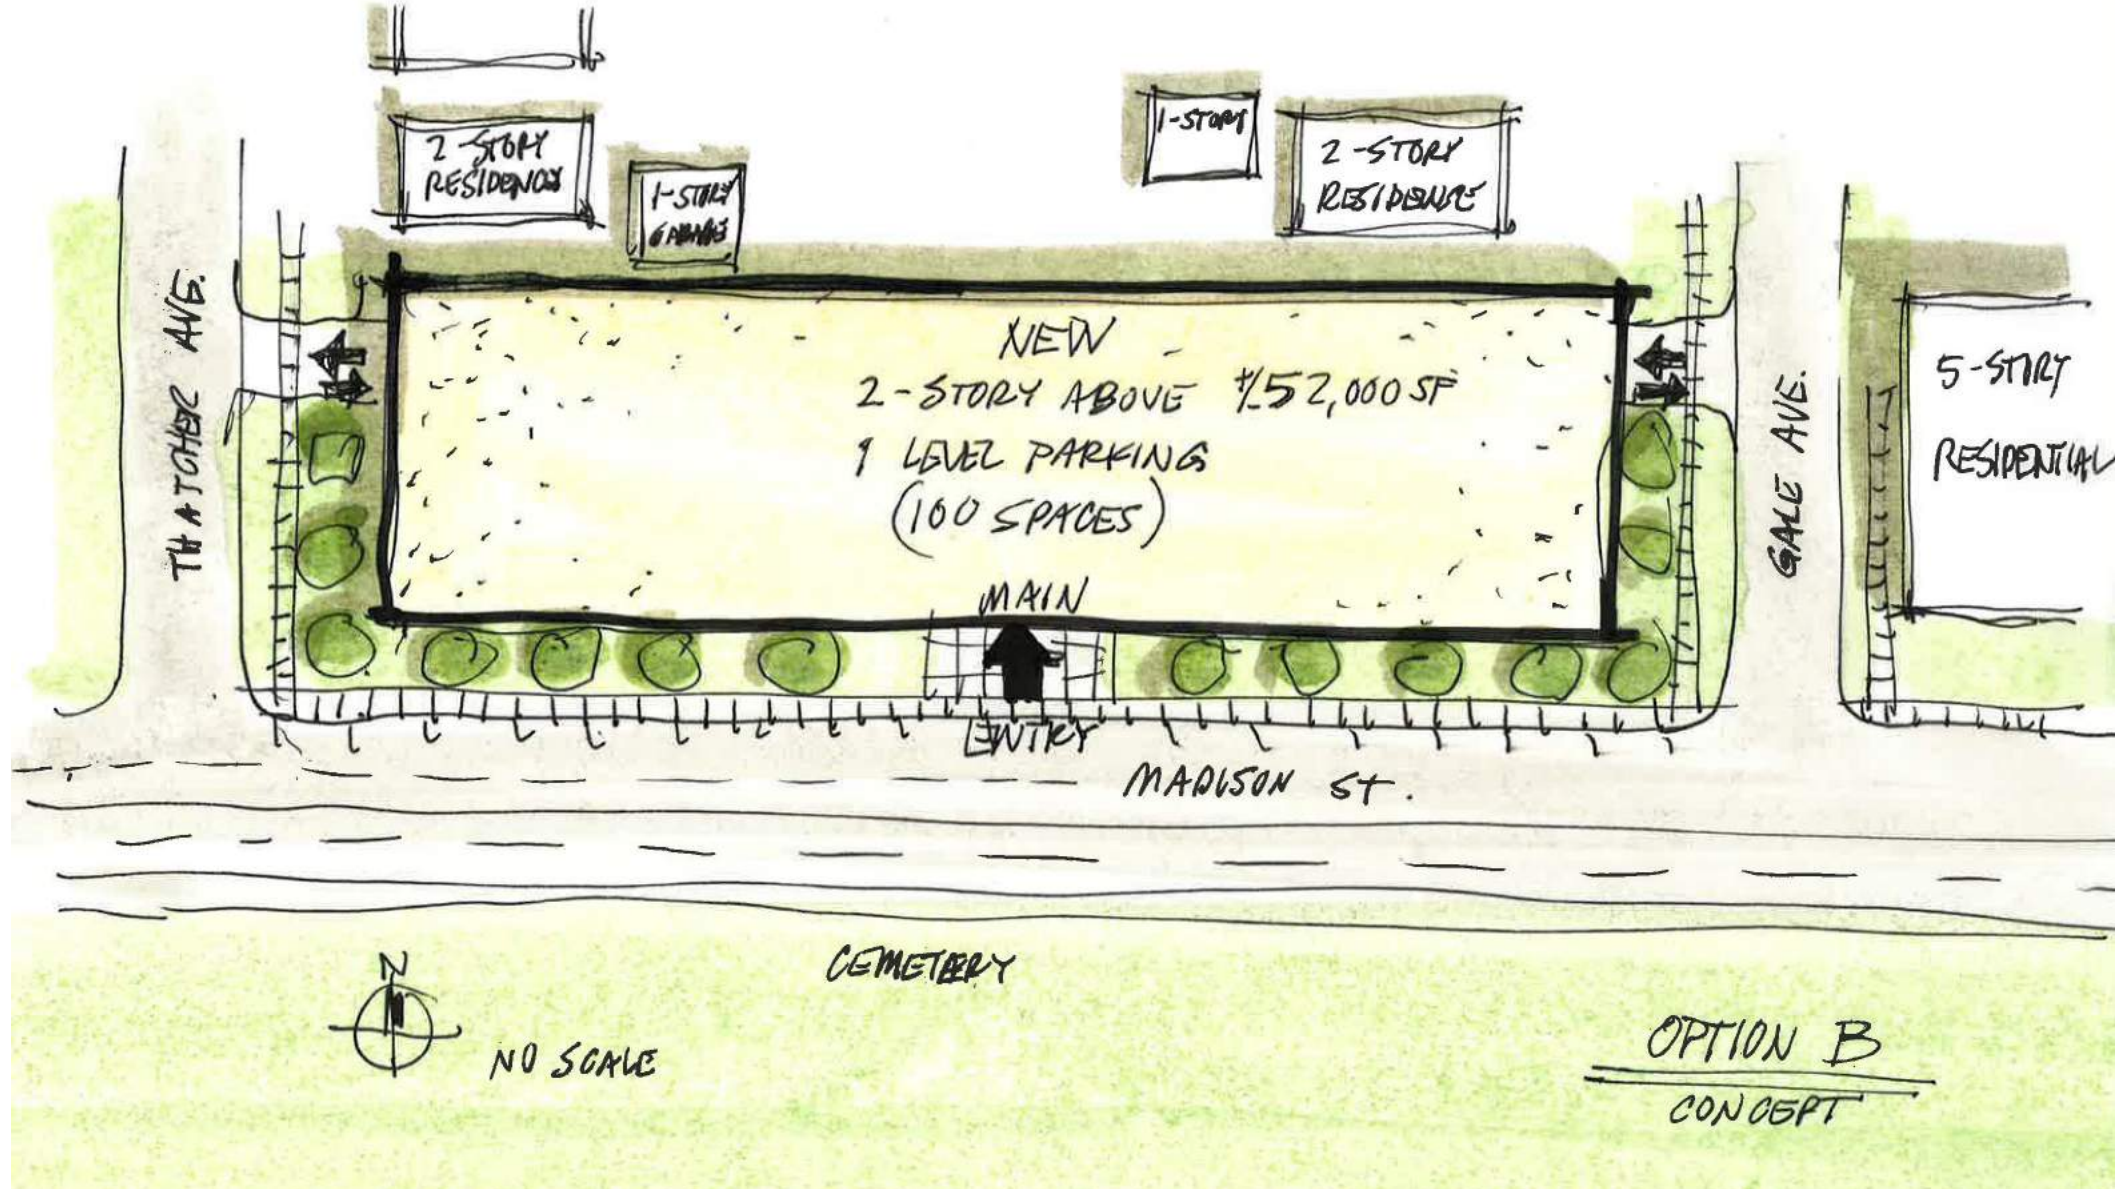 2-STORY
RESIDENCE
1-STORY
GARAGE
1-STORY
2-STORY
RESIDENCE
THATCHER AVE.
NEW
2-STORY ABOVE +/-52,000 SF
1 LEVEL PARKING
(100 SPACES)
MAIN
ENTRY
GALE AVE.
5-STORY
RESIDENTIAL
MADISON ST.
CEMETERY
N
NO SCALE
OPTION B
CONCEPT